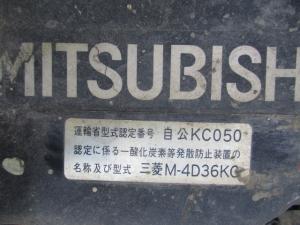 MITSUBISH
運輸省型式認定番号 自公KC050
認定に係る一酸化炭素等発散防止装置の
名称及び型式 三菱M-4D36KC